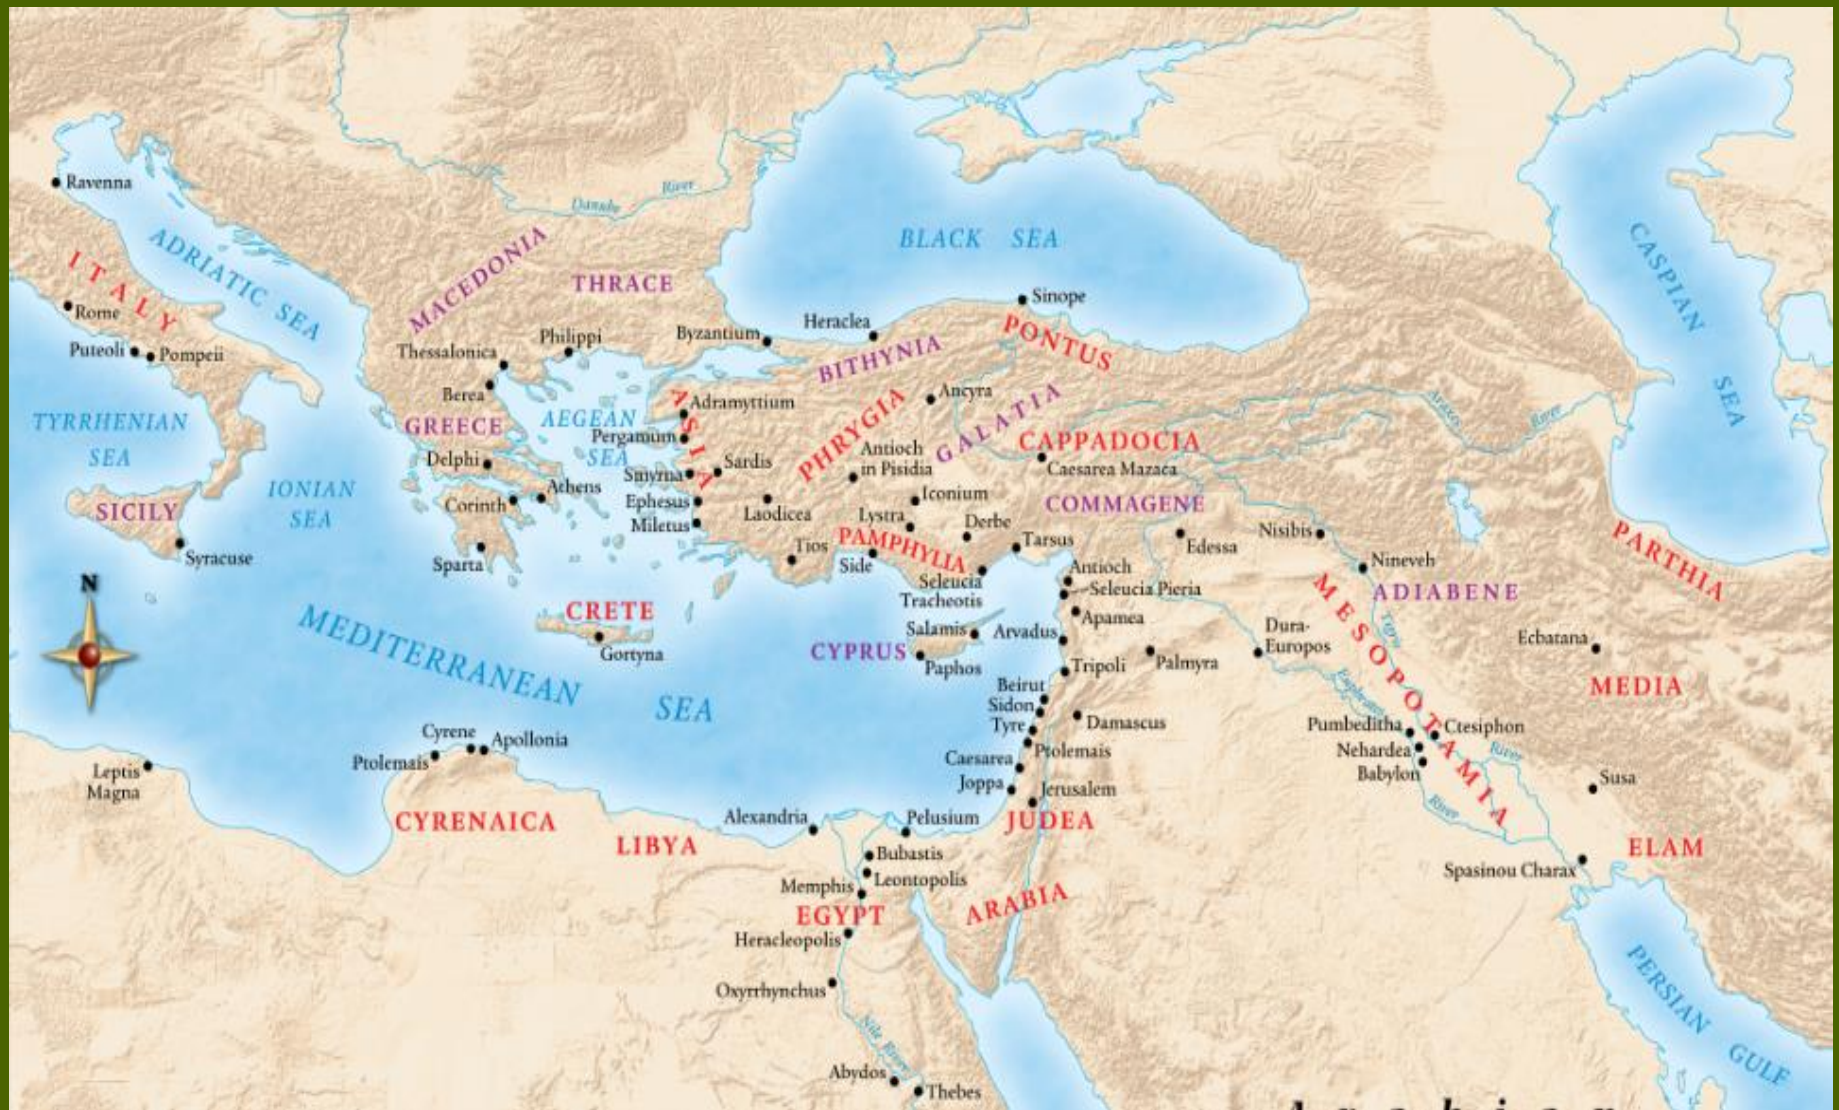 Ravenna
Danube
River
ADRIATIC SEA
ITALY
Rome
Puteoli
Pompeii
MACEDONIA
THRACE
BLACK SEA
CASPIAN
SEA
Sinope
PONTUS
Heraclea
Byzantium
BITHYNIA
Philippi
Thessalonica
Berea
GREECE
AEGEAN
SEA
ASIA
Adramyttium
Pergamum
PHRYGIA
Ancyra
GALATIA
CAPPADOCIA
Caesarea Mazaca
Araxes
River
TYRRHENIAN
SEA
Delphi
Smyrna
Sardis
Antioch
in Pisidia
IONIAN
SEA
SICILY
Corinth
Athens
Ephesus
Miletus
Laodicea
Iconium
Lystra
Derbe
COMMAGENE
Syracuse
Sparta
Tios
PAMPHYLIA
Side
Tarsus
Edessa
Nisibis
Nineveh
PARTHIA
N
Seleucia
Tracheotis
Antioch
Seleucia Pieria
ADIABENE
MESOPOTAMIA
Tigris
CRETE
Gortyna
MEDITERRANEAN
SEA
Salamis
CYPRUS
Paphos
Arvadus
Apamea
Dura-
Europos
Palmyra
Tripoli
Ecbatana
MEDIA
Beirut
Sidon
Tyre
Damascus
Euphrates
Pumbeditha
Ctesiphon
River
Nehardea
Babylon
River
Cyrene
Apollonia
Ptolemais
Ptolemais
Caesarea
Joppa
Jerusalem
Susa
Leptis
Magna
CYRENAICA
LIBYA
Alexandria
Pelusium
JUDEA
Bubastis
Leontopolis
Memphis
EGYPT
ARABIA
ELAM
Spasinou Charax
Heracleopolis
Oxyrrhynchus
PERSIAN GULF
Nile River
Abydos
Thebes